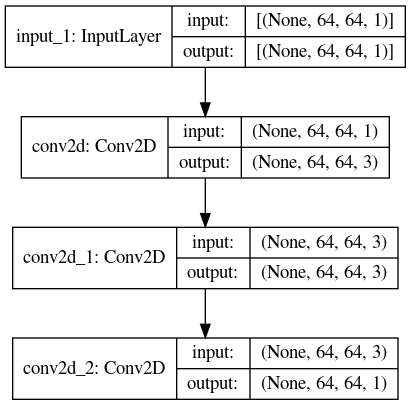 input_1: InputLayer
input: [(None, 64, 64, 1)]
output: [(None, 64, 64, 1)]
conv2d: Conv2D
input: (None, 64, 64, 1)
output: (None, 64, 64, 3)
conv2d_1: Conv2D
input: (None, 64, 64, 3)
output: (None, 64, 64, 3)
conv2d_2: Conv2D
input: (None, 64, 64, 3)
output: (None, 64, 64, 1)